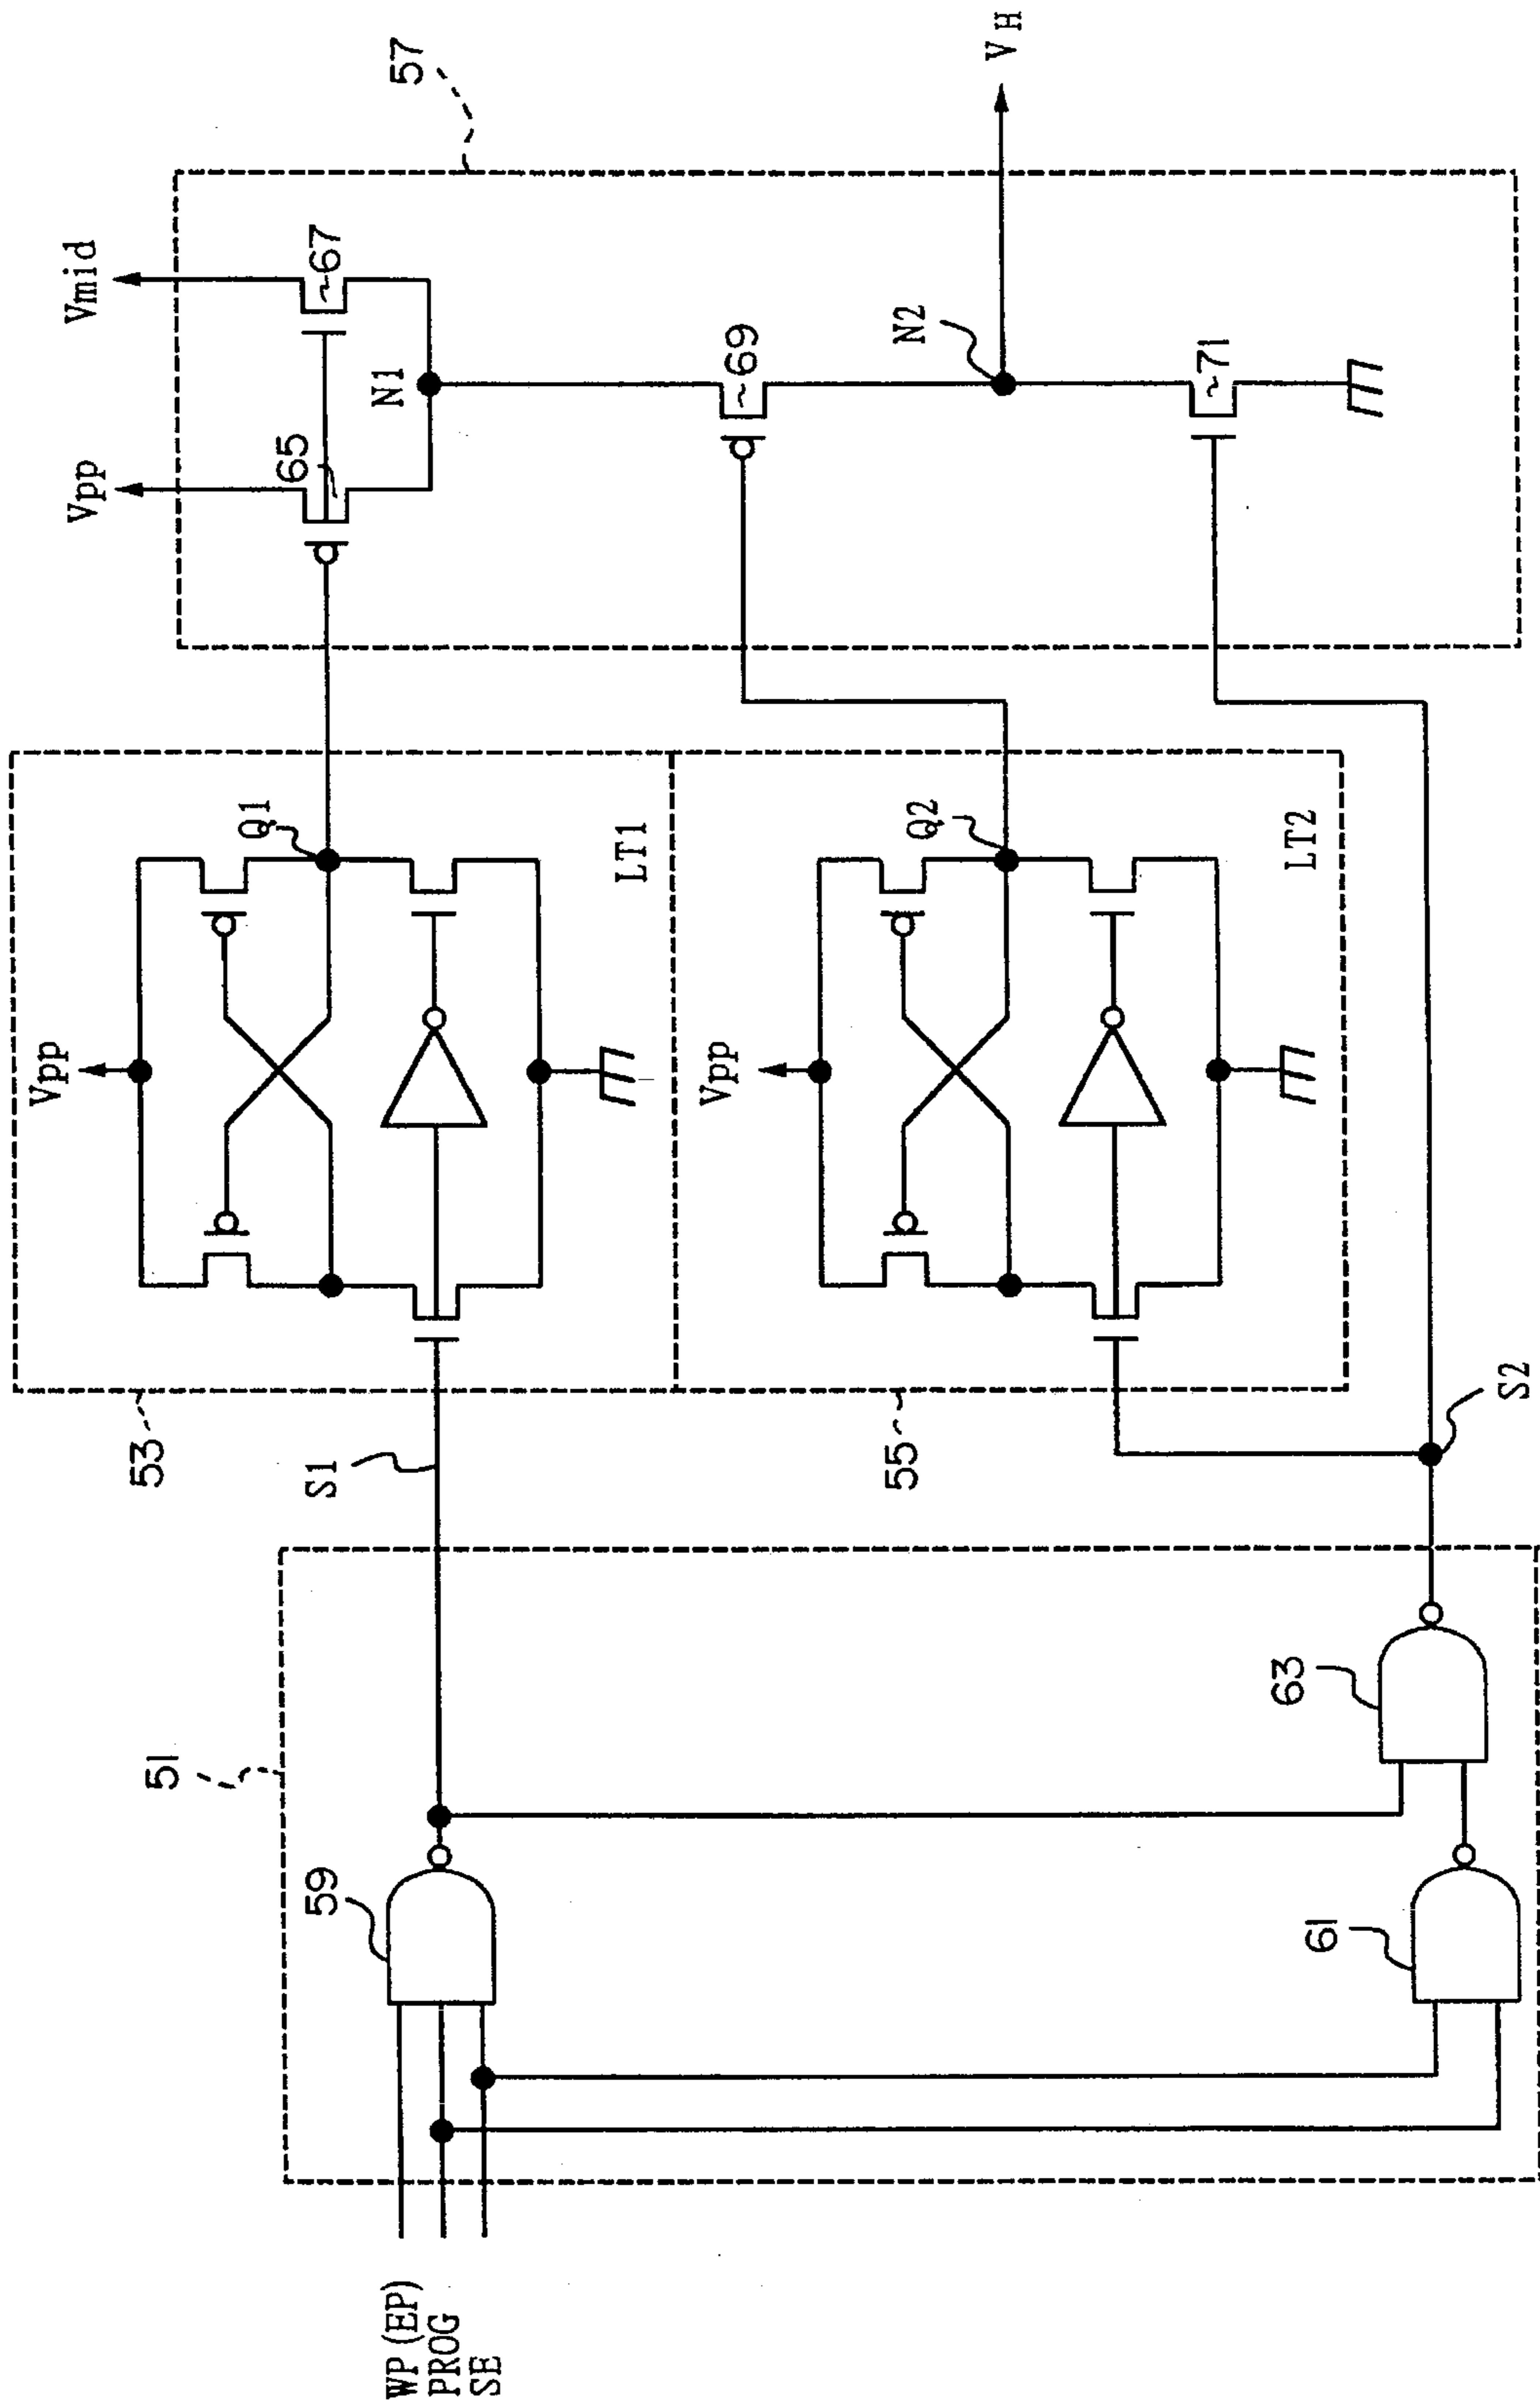 57
Vmid
Vpp
67
65
N1
69
N2
VH
71
Vpp
Q1
LT1
53
Vpp
Q2
LT2
55
S1
S2
51
59
63
61
WP (EP)
PROG
SE